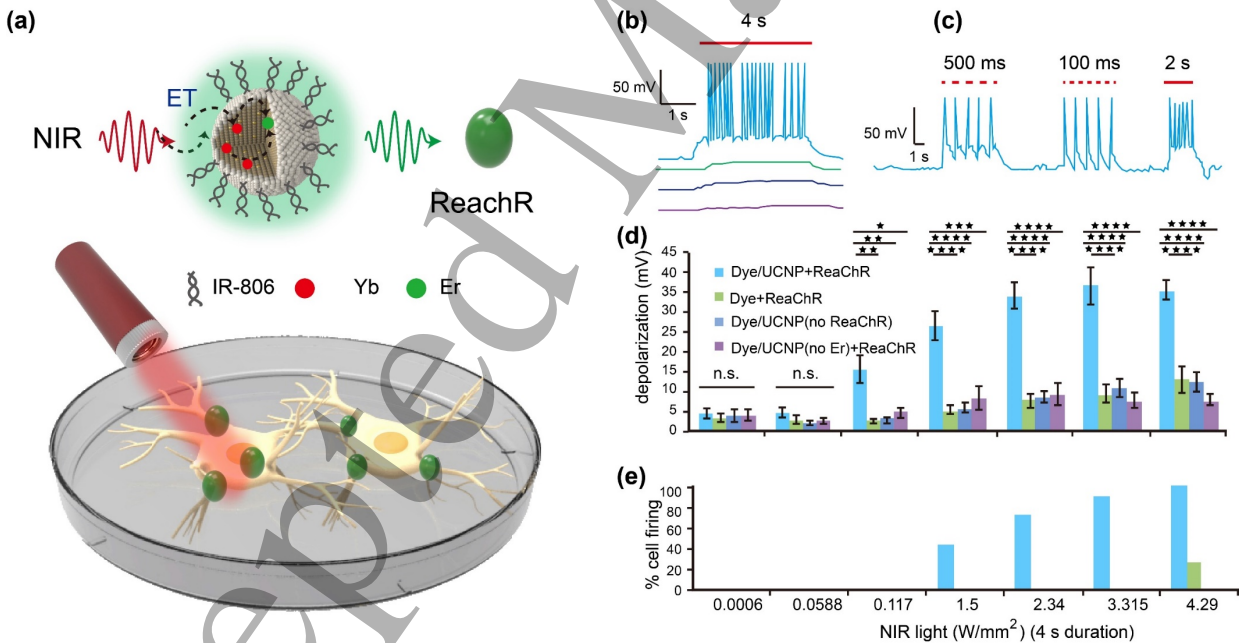 (a)
ET
NIR
ReachR
IR-806 Yb Er
(b)
4 s
50 mV
1 s
(c)
500 ms 100 ms 2 s
50 mV
1 s
(d)
depolarization (mV)
45
40
35
30
25
20
15
10
5
0
Dye/UCNP+ReaChR
Dye+ReaChR
Dye/UCNP(no ReaChR)
Dye/UCNP(no Er)+ReaChR
n.s. n.s.
★ ★★★ ★★★★ ★★★★ ★★★★
★★ ★★★★ ★★★★ ★★★★ ★★★★
★★ ★★★★ ★★★★ ★★★★ ★★★★
(e)
% cell firing
100
80
60
40
20
0
0.0006 0.0588 0.117 1.5 2.34 3.315 4.29
NIR light (W/mm²) (4 s duration)
epted M